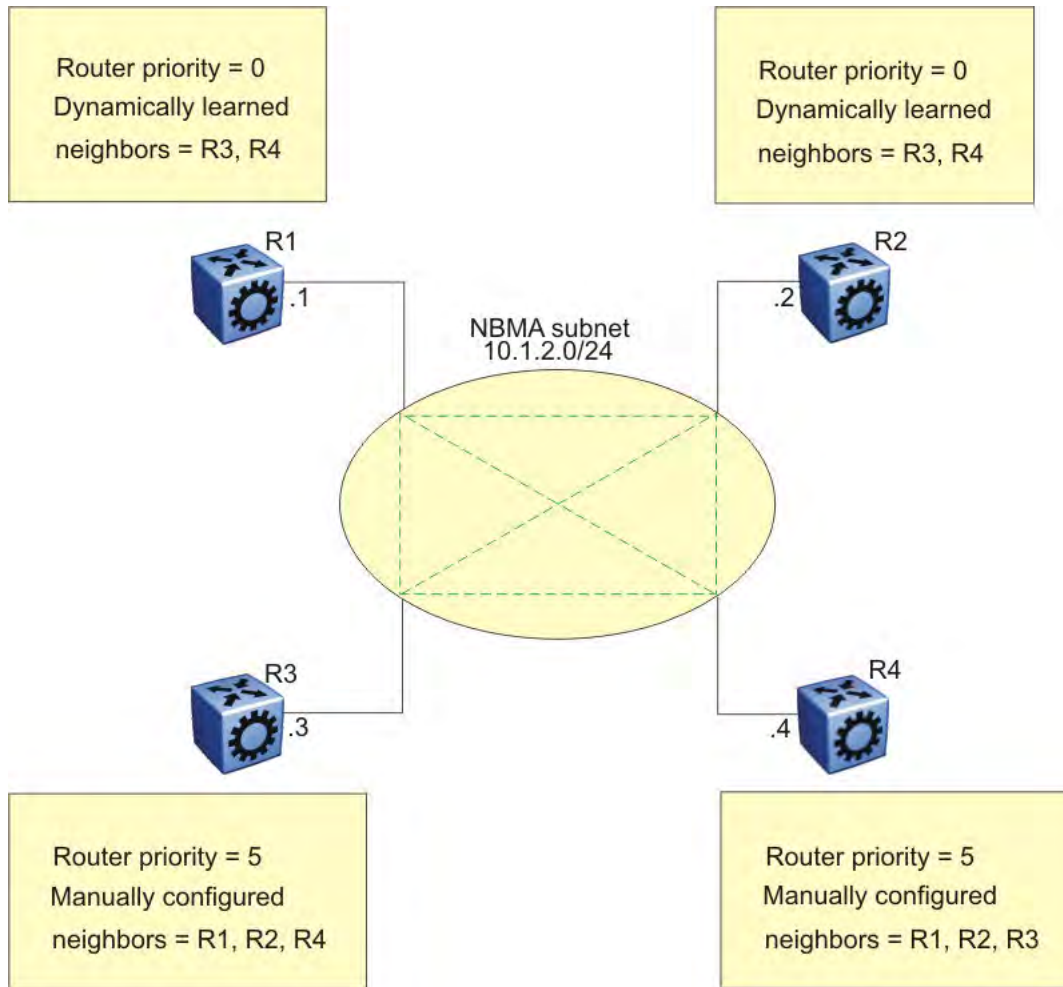 Router priority = 0
Dynamically learned
neighbors = R3, R4
Router priority = 0
Dynamically learned
neighbors = R3, R4
R1
.1
R2
.2
NBMA subnet
10.1.2.0/24
R3
.3
R4
.4
Router priority = 5
Manually configured
neighbors = R1, R2, R4
Router priority = 5
Manually configured
neighbors = R1, R2, R3